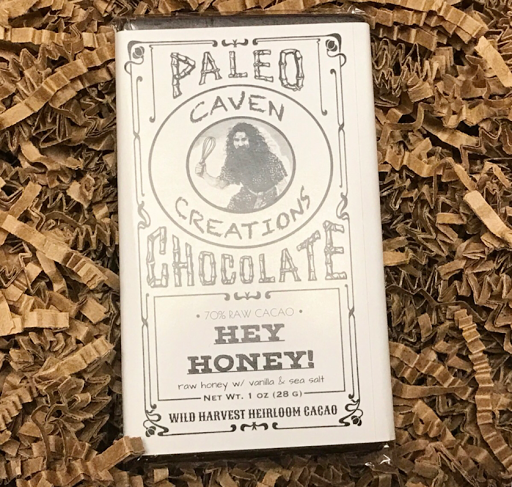 PALEO
CAVEN
CREATIONS
CHOCOLATE
• 70% RAW CACAO •
HEY
HONEY!
raw honey w/ vanilla & sea salt
NET WT. 1 OZ (28 G)
WILD HARVEST HEIRLOOM CACAO